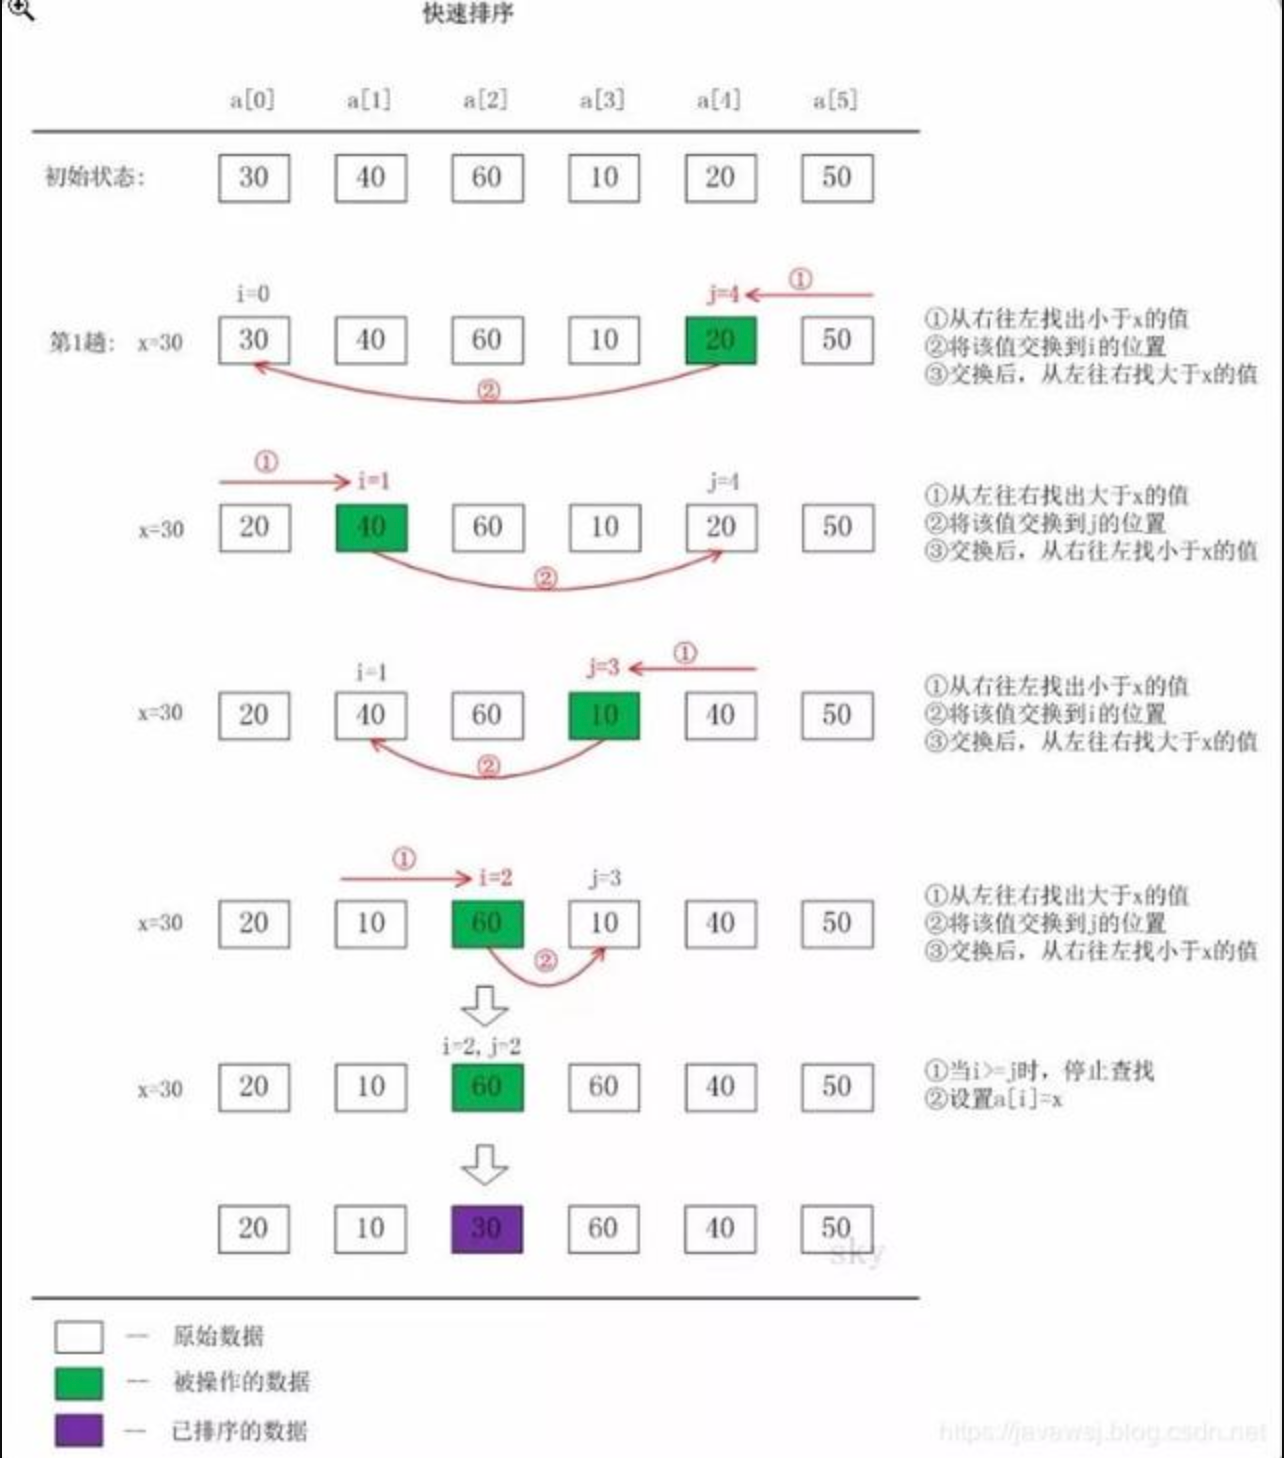 快速排序
a[0] a[1] a[2] a[3] a[4] a[5]
初始状态: 30 40 60 10 20 50
i=0 j=4 ①
第1趟: x=30 30 40 60 10 20 50
②
①从右往左找出小于x的值
②将该值交换到i的位置
③交换后，从左往右找大于x的值
① i=1 j=4
x=30 20 40 60 10 20 50
②
①从左往右找出大于x的值
②将该值交换到j的位置
③交换后，从右往左找小于x的值
i=1 j=3 ①
x=30 20 40 60 10 40 50
②
①从右往左找出小于x的值
②将该值交换到i的位置
③交换后，从左往右找大于x的值
① i=2 j=3
x=30 20 10 60 10 40 50
②
①从左往右找出大于x的值
②将该值交换到j的位置
③交换后，从右往左找小于x的值
i=2, j=2
x=30 20 10 60 60 40 50
①当i>=j时，停止查找
②设置a[i]=x
20 10 30 60 40 50
sky
— 原始数据
— 被操作的数据
— 已排序的数据
https://javawsj.blog.csdn.net